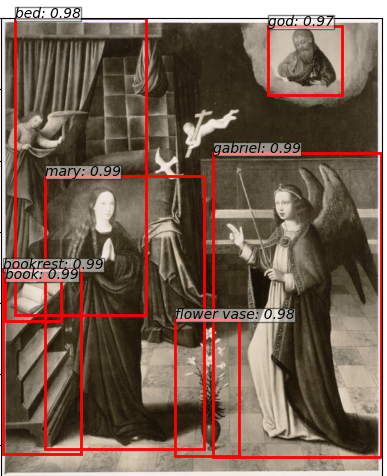 bed: 0.98
god: 0.97
gabriel: 0.99
mary: 0.99
bookrest: 0.99
book: 0.99
flower vase: 0.98